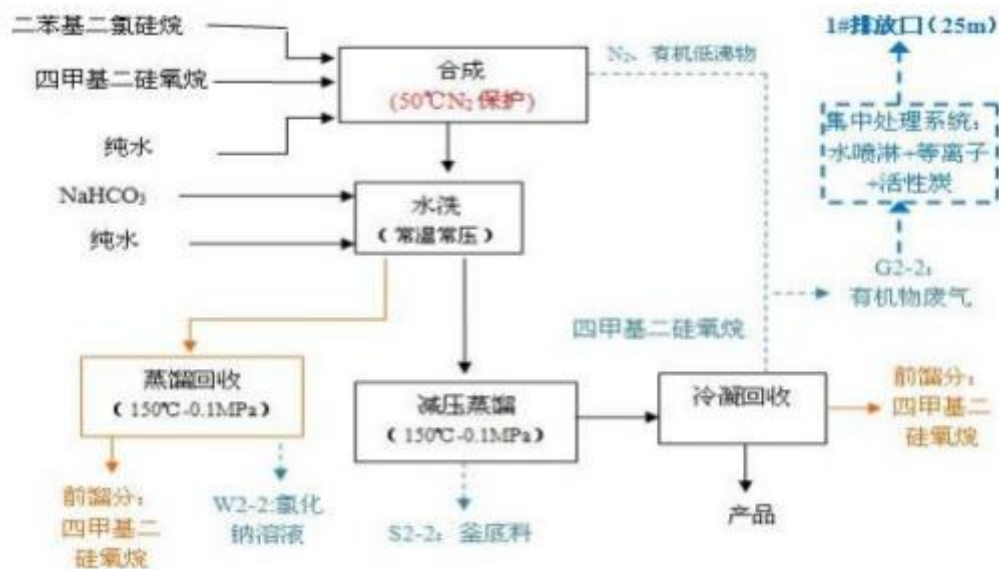 二苯基二氯硅烷
四甲基二硅氧烷
纯水
合成
(50℃N₂保护)
N₂、有机低沸物
1#排放口（25m）
集中处理系统：
水喷淋+等离子
+活性炭
NaHCO₃
纯水
水洗
（常温常压）
G2-2：
有机物废气
四甲基二硅氧烷
蒸馏回收
（150℃-0.1MPa）
减压蒸馏
（150℃-0.1MPa）
冷凝回收
前馏分：
四甲基二
硅氧烷
前馏分：
四甲基二
硅氧烷
W2-2:氯化
钠溶液
S2-2：釜底料
产品